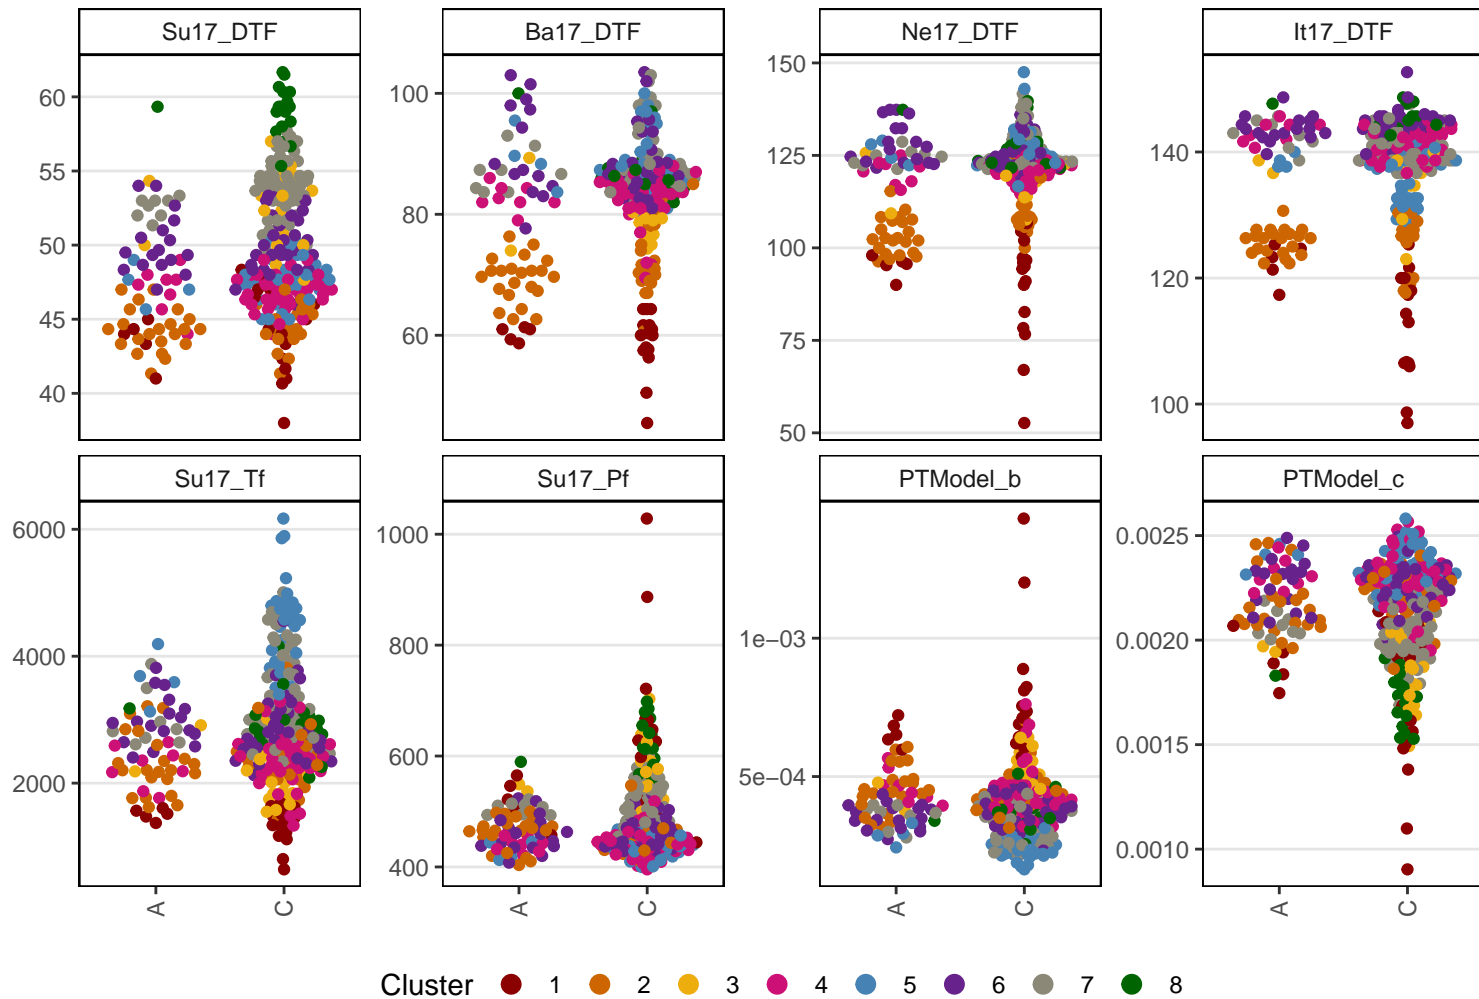 Su17_DTF Ba17_DTF Ne17_DTF It17_DTF
60 100 150 140
55 80 125 120
50 60 100 100
45 75
40 50
Su17_Tf Su17_Pf PTModel_b PTModel_c
6000 1000 1e−03 0.0025
4000 800 5e−04 0.0020
2000 600 0.0015
400 0.0010
A C A C A C A C
Cluster 1 2 3 4 5 6 7 8